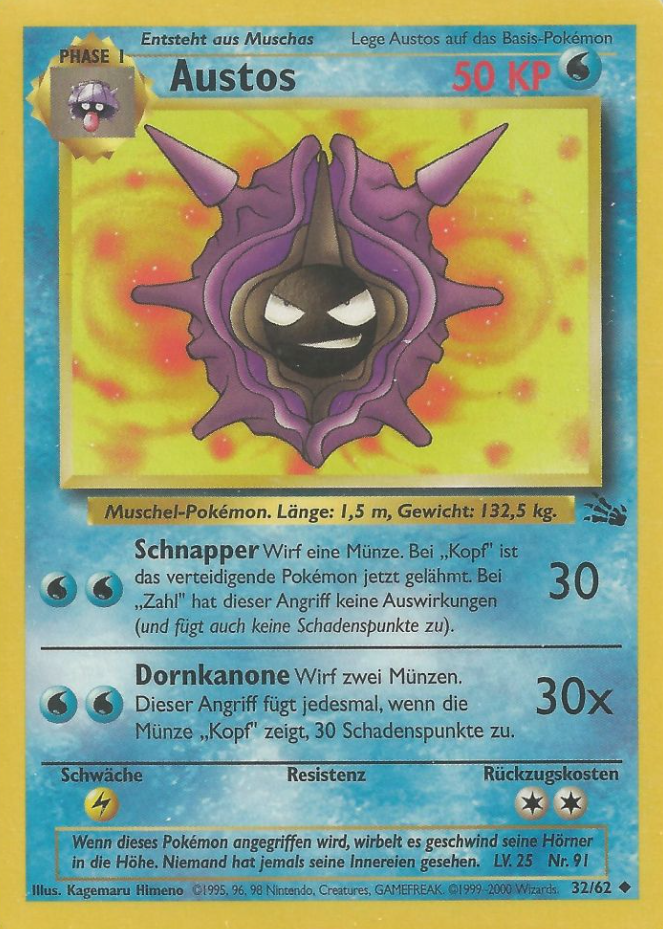 Entsteht aus Muschas Lege Austos auf das Basis-Pokémon
PHASE 1
Austos 50 KP
Muschel-Pokémon. Länge: 1,5 m, Gewicht: 132,5 kg.
Schnapper Wirf eine Münze. Bei „Kopf" ist
das verteidigende Pokémon jetzt gelähmt. Bei
„Zahl" hat dieser Angriff keine Auswirkungen
(und fügt auch keine Schadenspunkte zu).
30
Dornkanone Wirf zwei Münzen.
Dieser Angriff fügt jedesmal, wenn die
Münze „Kopf" zeigt, 30 Schadenspunkte zu.
30x
Schwäche Resistenz Rückzugskosten
Wenn dieses Pokémon angegriffen wird, wirbelt es geschwind seine Hörner
in die Höhe. Niemand hat jemals seine Innereien gesehen. LV. 25 Nr. 91
Illus. Kagemaru Himeno ©1995, 96, 98 Nintendo, Creatures, GAMEFREAK. ©1999-2000 Wizards. 32/62